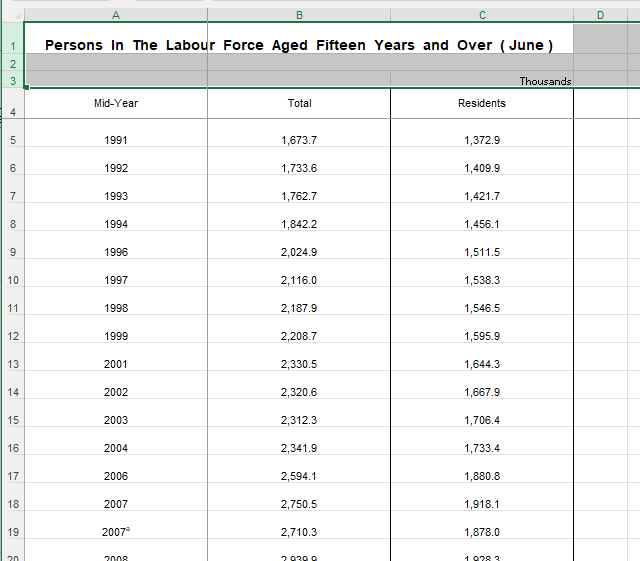 A B C D
1 Persons In The Labour Force Aged Fifteen Years and Over ( June )
2
3 Thousands
4 Mid-Year Total Residents
5 1991 1,673.7 1,372.9
6 1992 1,733.6 1,409.9
7 1993 1,762.7 1,421.7
8 1994 1,842.2 1,456.1
9 1996 2,024.9 1,511.5
10 1997 2,116.0 1,538.3
11 1998 2,187.9 1,546.5
12 1999 2,208.7 1,595.9
13 2001 2,330.5 1,644.3
14 2002 2,320.6 1,667.9
15 2003 2,312.3 1,706.4
16 2004 2,341.9 1,733.4
17 2006 2,594.1 1,880.8
18 2007 2,750.5 1,918.1
19 2007ª 2,710.3 1,878.0
20 2008 2,939.9 1,928.3